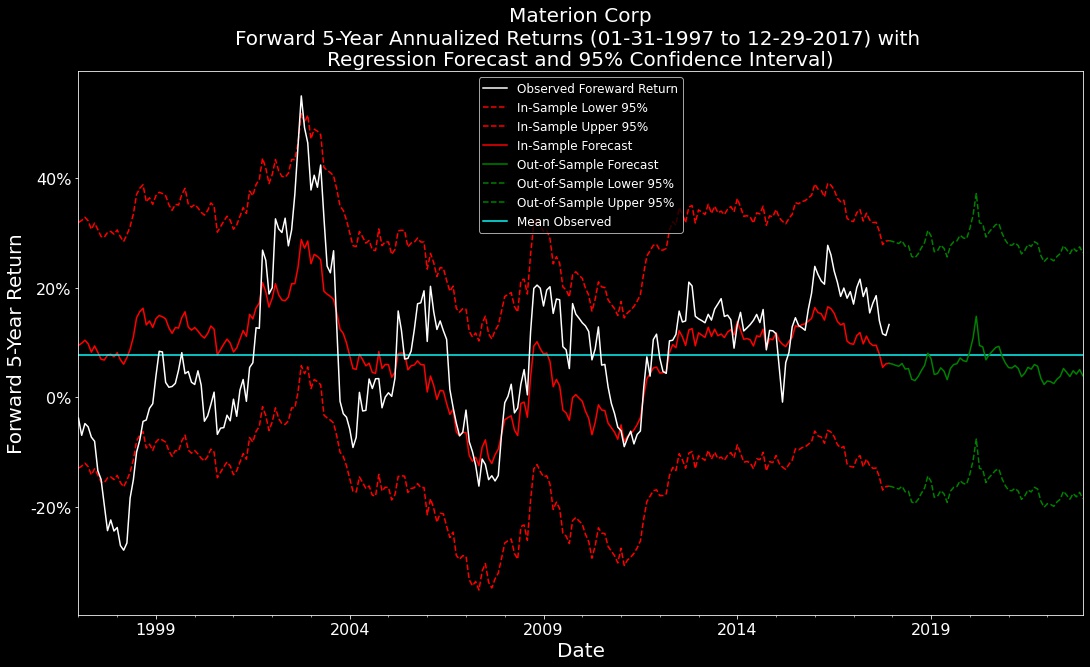 Materion Corp
Forward 5-Year Annualized Returns (01-31-1997 to 12-29-2017) with
Regression Forecast and 95% Confidence Interval)
Observed Foreward Return
In-Sample Lower 95%
In-Sample Upper 95%
In-Sample Forecast
Out-of-Sample Forecast
Out-of-Sample Lower 95%
Out-of-Sample Upper 95%
Mean Observed
Forward 5-Year Return
40%
20%
0%
-20%
1999 2004 2009 2014 2019
Date